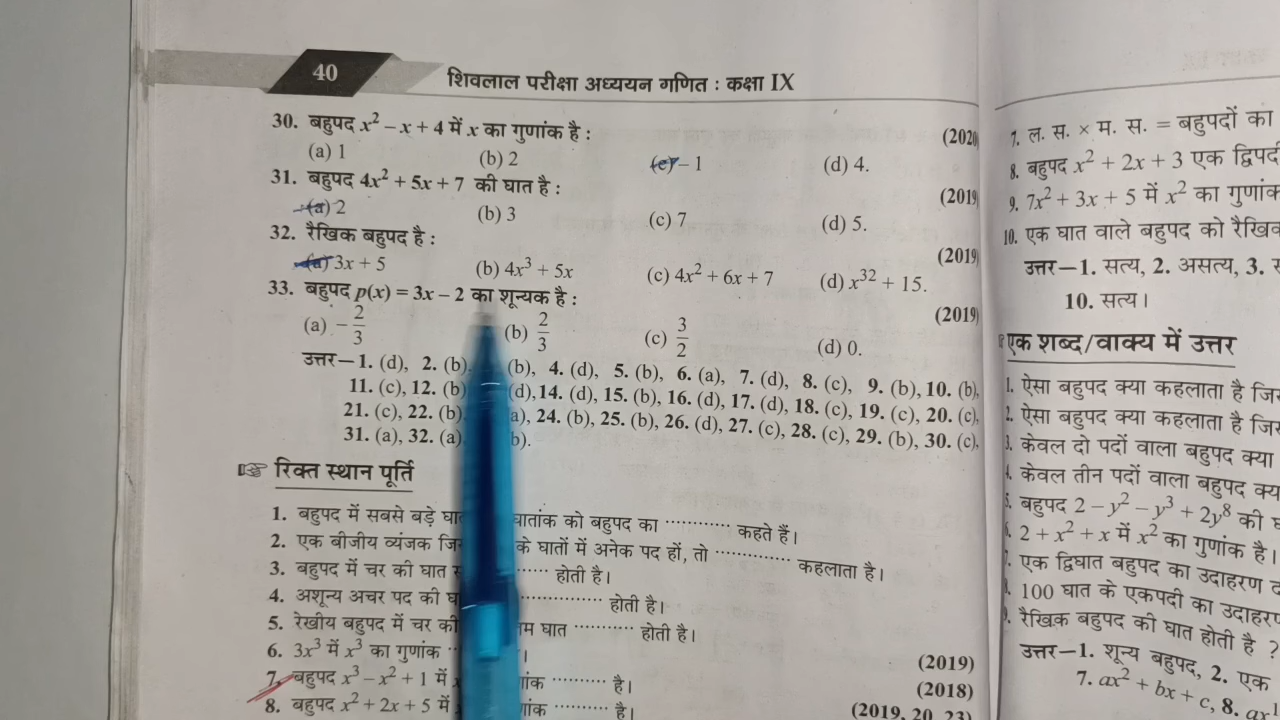 40
शिवलाल परीक्षा अध्ययन गणित : कक्षा IX
30. बहुपद x² – x + 4 में x का गुणांक है : (2020
(a) 1 (b) 2 (c) – 1 (d) 4.
31. बहुपद 4x² + 5x + 7 की घात है : (2019
(a) 2 (b) 3 (c) 7 (d) 5.
32. रैखिक बहुपद है : (2019
(a) 3x + 5 (b) 4x³ + 5x (c) 4x² + 6x + 7 (d) x³² + 15.
33. बहुपद p(x) = 3x – 2 का शून्यक है : (2019
(a) – 2/3 (b) 2/3 (c) 3/2 (d) 0.
उत्तर – 1. (d), 2. (b) (b), 4. (d), 5. (b), 6. (a), 7. (d), 8. (c), 9. (b), 10. (b),
11. (c), 12. (b) (d), 14. (d), 15. (b), 16. (d), 17. (d), 18. (c), 19. (c), 20. (c),
21. (c), 22. (b) 24. (b), 25. (b), 26. (d), 27. (c), 28. (c), 29. (b), 30. (c),
31. (a), 32. (a)
रिक्त स्थान पूर्ति
1. बहुपद में सबसे बड़े घातांक को बहुपद का ............ कहते हैं।
2. एक बीजीय व्यंजक के घातों में अनेक पद हों, तो .............. कहलाता है।
3. बहुपद में चर की घात ...... होती है।
4. अशून्य अचर पद की .............. होती है।
5. रेखीय बहुपद में चर की घात ........... होती है।
6. 3x³ में x³ का गुणांक । (2019)
7. बहुपद x³ – x² + 1 में .......... है। (2018)
8. बहुपद x² + 2x + 5 में .......... है। (2019, 20, 23)
7. ल. स. × म. स. = बहुपदों का
8. बहुपद x² + 2x + 3 एक
9. 7x² + 3x + 5 में x² का
10. एक घात वाले बहुपद को
उत्तर – 1. सत्य, 2. असत्य, 3.
10. सत्य।
एक शब्द/वाक्य में उत्तर
1. ऐसा बहुपद क्या कहलाता है
2. ऐसा बहुपद क्या कहलाता है
3. केवल दो पदों वाला बहुपद क्या
4. केवल तीन पदों वाला बहुपद
5. बहुपद 2 – y² – y³ + 2y⁸ की
6. 2 + x² + x में x² का गुणांक है।
7. एक द्विघात बहुपद का उदाहरण
8. 100 घात के एकपदी का
9. रैखिक बहुपद की घात होती है ?
उत्तर – 1. शून्य बहुपद, 2. एक
7. ax² + bx + c, 8.